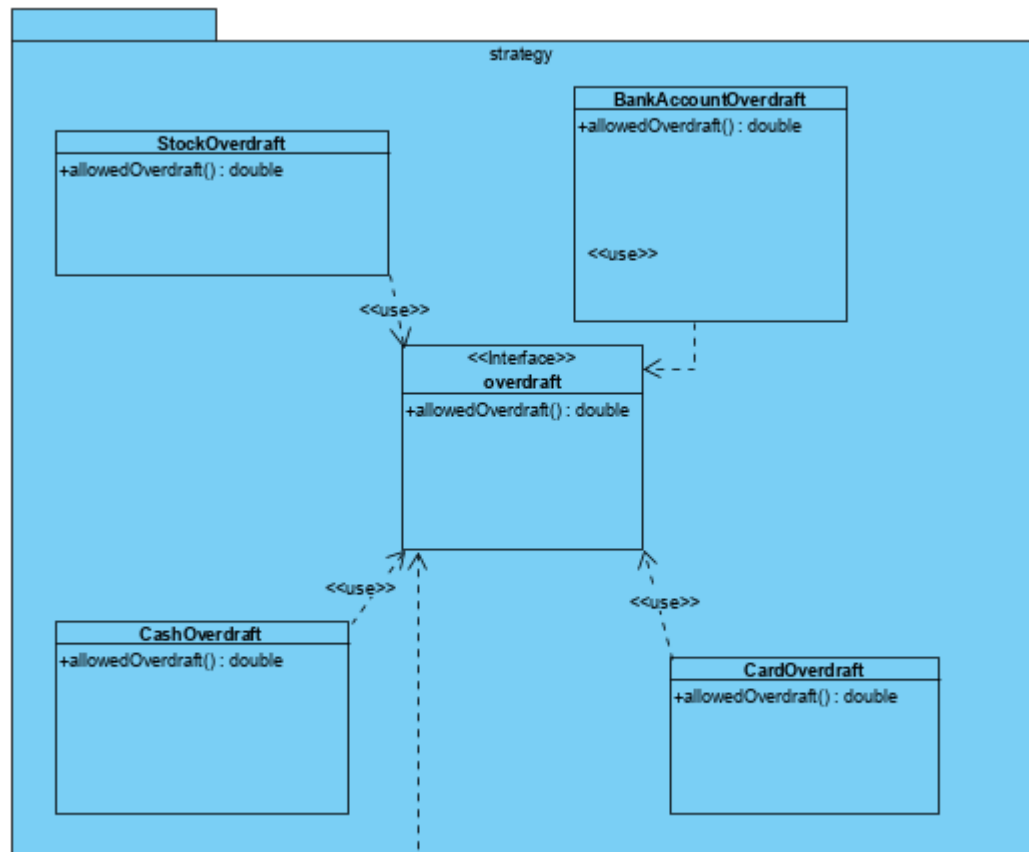 strategy
BankAccountOverdraft
+allowedOverdraft() : double
<<use>>
StockOverdraft
+allowedOverdraft() : double
<<use>>
<<Interface>>
overdraft
+allowedOverdraft() : double
<<use>>
<<use>>
CashOverdraft
+allowedOverdraft() : double
CardOverdraft
+allowedOverdraft() : double